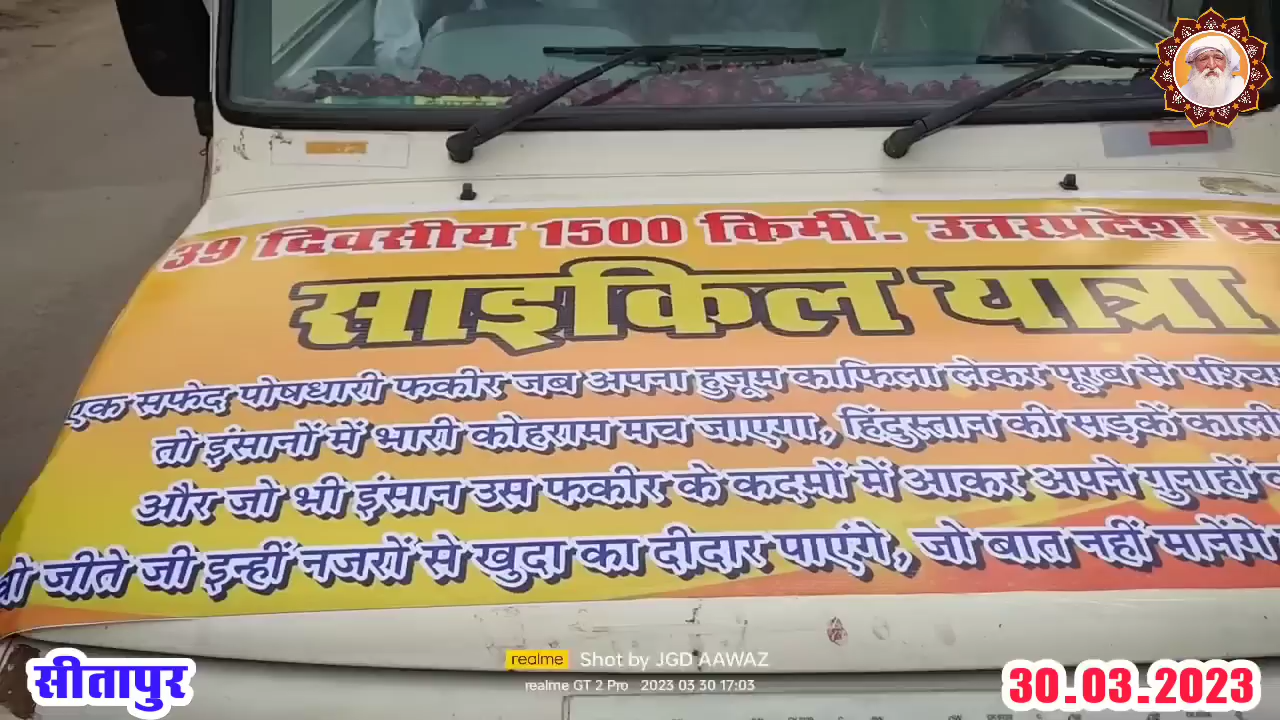 39 दिवसीय 1500 किमी. उत्तरप्रदेश
साइकिल यात्रा
एक सफेद पोषधारी फकीर जब अपना हुजूम काफिला लेकर पूरब से
तो इंसानों में भारी कोहराम मच जाएगा, हिंदुस्तान की सड़कें
और जो भी इंसान उस फकीर के कदमों में आकर अपने गुनाहों
वो जीते जी इन्हीं नजरों से खुदा का दीदार पाएंगे, जो बात नहीं मानेंगे
realme Shot by JGD AAWAZ
realme GT 2 Pro 2023 03 30 17:03
सीतापुर
30.03.2023